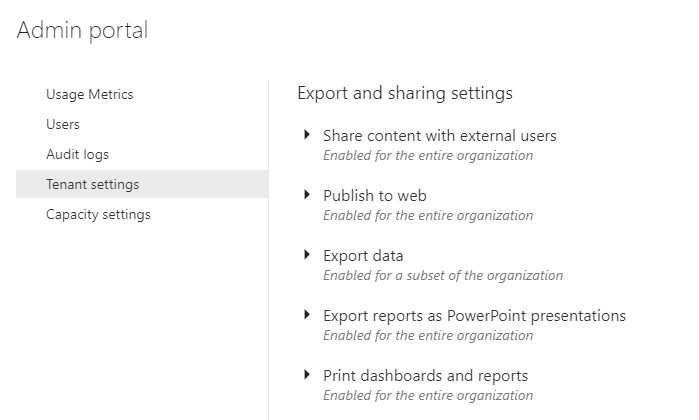 Admin portal
Usage Metrics
Users
Audit logs
Tenant settings
Capacity settings
Export and sharing settings
Share content with external users
Enabled for the entire organization
Publish to web
Enabled for the entire organization
Export data
Enabled for a subset of the organization
Export reports as PowerPoint presentations
Enabled for the entire organization
Print dashboards and reports
Enabled for the entire organization